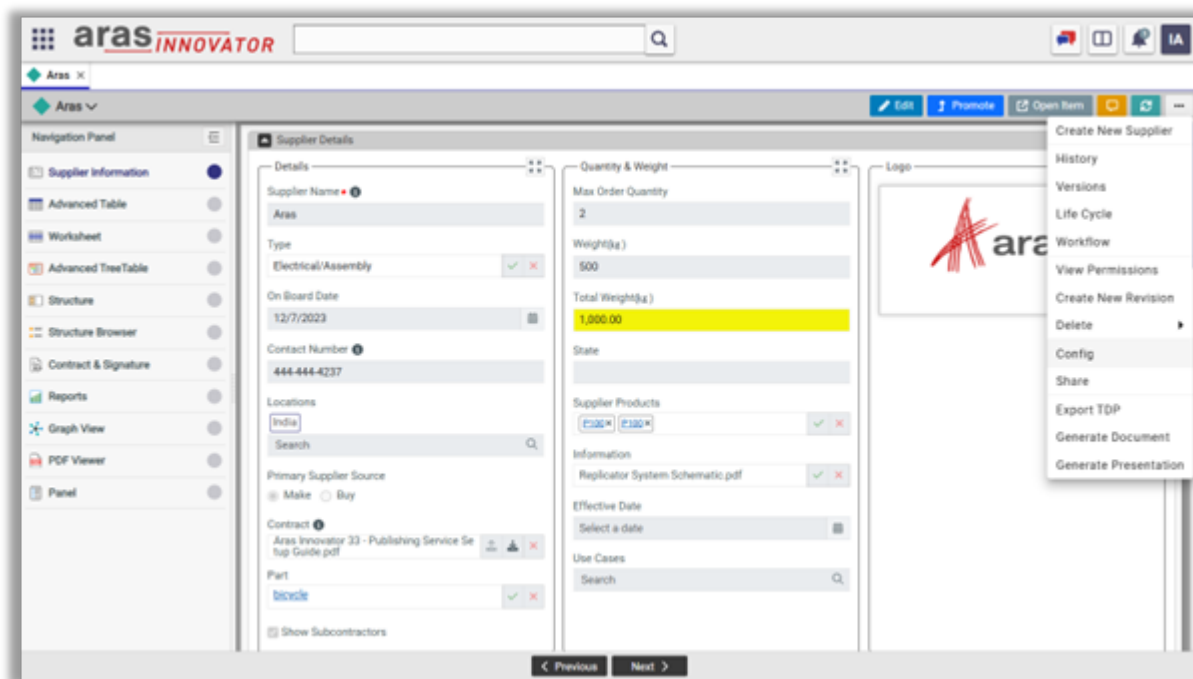 aras INNOVATOR
IA
Aras
Aras
Edit
Promote
Open Item
Navigation Panel
Supplier Information
Advanced Table
Worksheet
Advanced TreeTable
Structure
Structure Browser
Contract & Signature
Reports
Graph View
PDF Viewer
Panel
Supplier Details
Details
Supplier Name
Aras
Type
Electrical/Assembly
On Board Date
12/7/2023
Contact Number
444-444-4237
Locations
India
Search
Primary Supplier Source
Make Buy
Contract
Aras Innovator 33 - Publishing Service Se
tup Guide.pdf
Part
bicycle
Show Subcontractors
Quantity & Weight
Max Order Quantity
2
Weight(kg)
500
Total Weight(kg)
1,000.00
State
Supplier Products
P100 P100
Information
Replicator System Schematic.pdf
Effective Date
Select a date
Use Cases
Search
Logo
ara
Create New Supplier
History
Versions
Life Cycle
Workflow
View Permissions
Create New Revision
Delete
Config
Share
Export TDP
Generate Document
Generate Presentation
Previous
Next